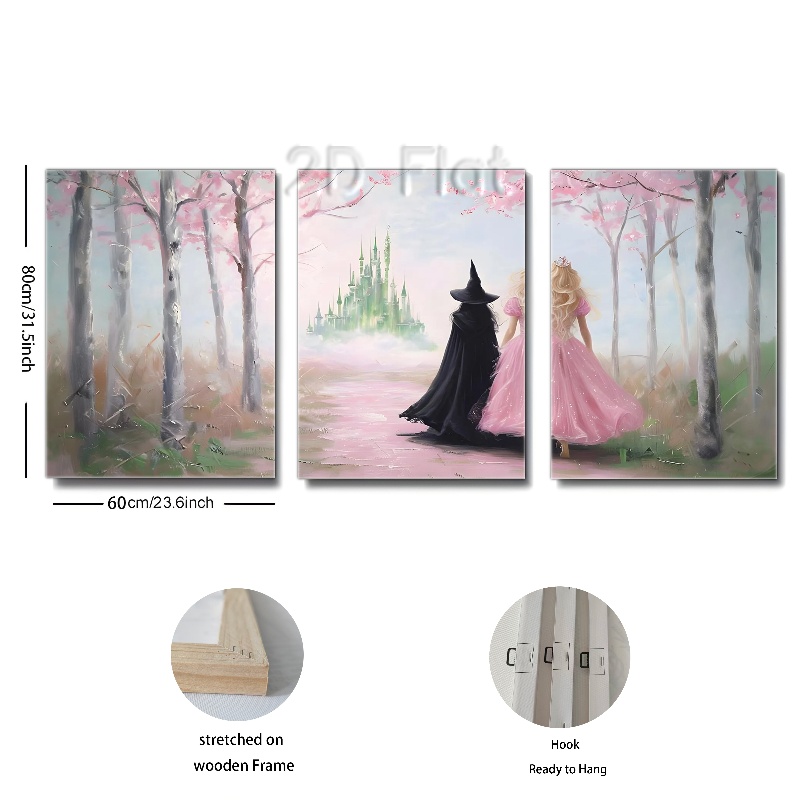 2D Flat
80cm/31.5inch
60cm/23.6inch
stretched on
wooden Frame
Hook
Ready to Hang